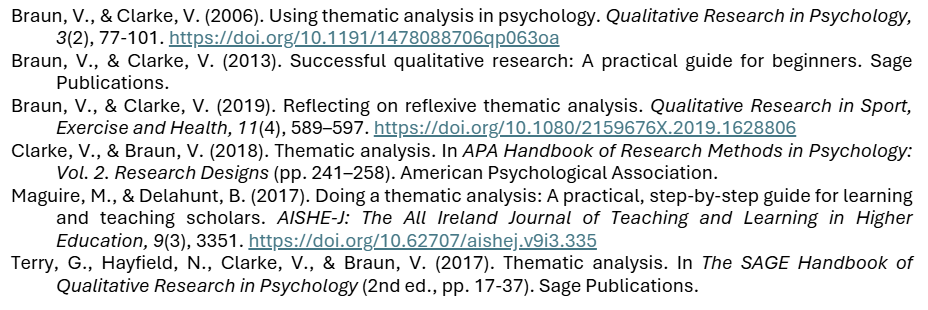 Braun, V., & Clarke, V. (2006). Using thematic analysis in psychology. Qualitative Research in Psychology,
3(2), 77-101. https://doi.org/10.1191/1478088706qp063oa
Braun, V., & Clarke, V. (2013). Successful qualitative research: A practical guide for beginners. Sage
Publications.
Braun, V., & Clarke, V. (2019). Reflecting on reflexive thematic analysis. Qualitative Research in Sport,
Exercise and Health, 11(4), 589–597. https://doi.org/10.1080/2159676X.2019.1628806
Clarke, V., & Braun, V. (2018). Thematic analysis. In APA Handbook of Research Methods in Psychology:
Vol. 2. Research Designs (pp. 241–258). American Psychological Association.
Maguire, M., & Delahunt, B. (2017). Doing a thematic analysis: A practical, step-by-step guide for learning
and teaching scholars. AISHE-J: The All Ireland Journal of Teaching and Learning in Higher
Education, 9(3), 3351. https://doi.org/10.62707/aishej.v9i3.335
Terry, G., Hayfield, N., Clarke, V., & Braun, V. (2017). Thematic analysis. In The SAGE Handbook of
Qualitative Research in Psychology (2nd ed., pp. 17-37). Sage Publications.